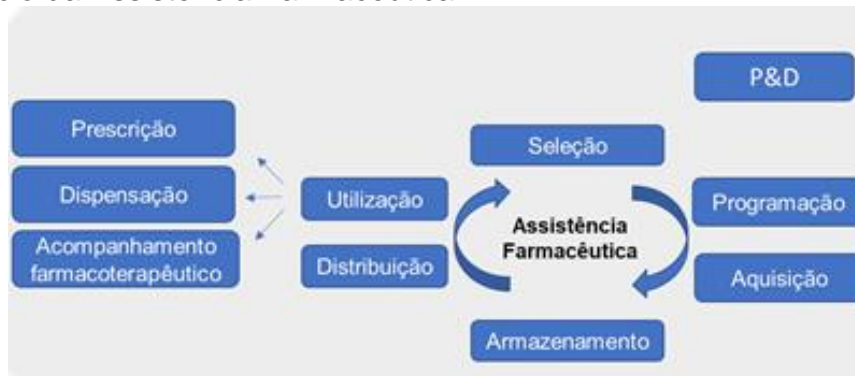 P&D
Prescrição
Seleção
Dispensação
Utilização
Assistência
Farmacêutica
Programação
Acompanhamento
farmacoterapêutico
Distribuição
Aquisição
Armazenamento